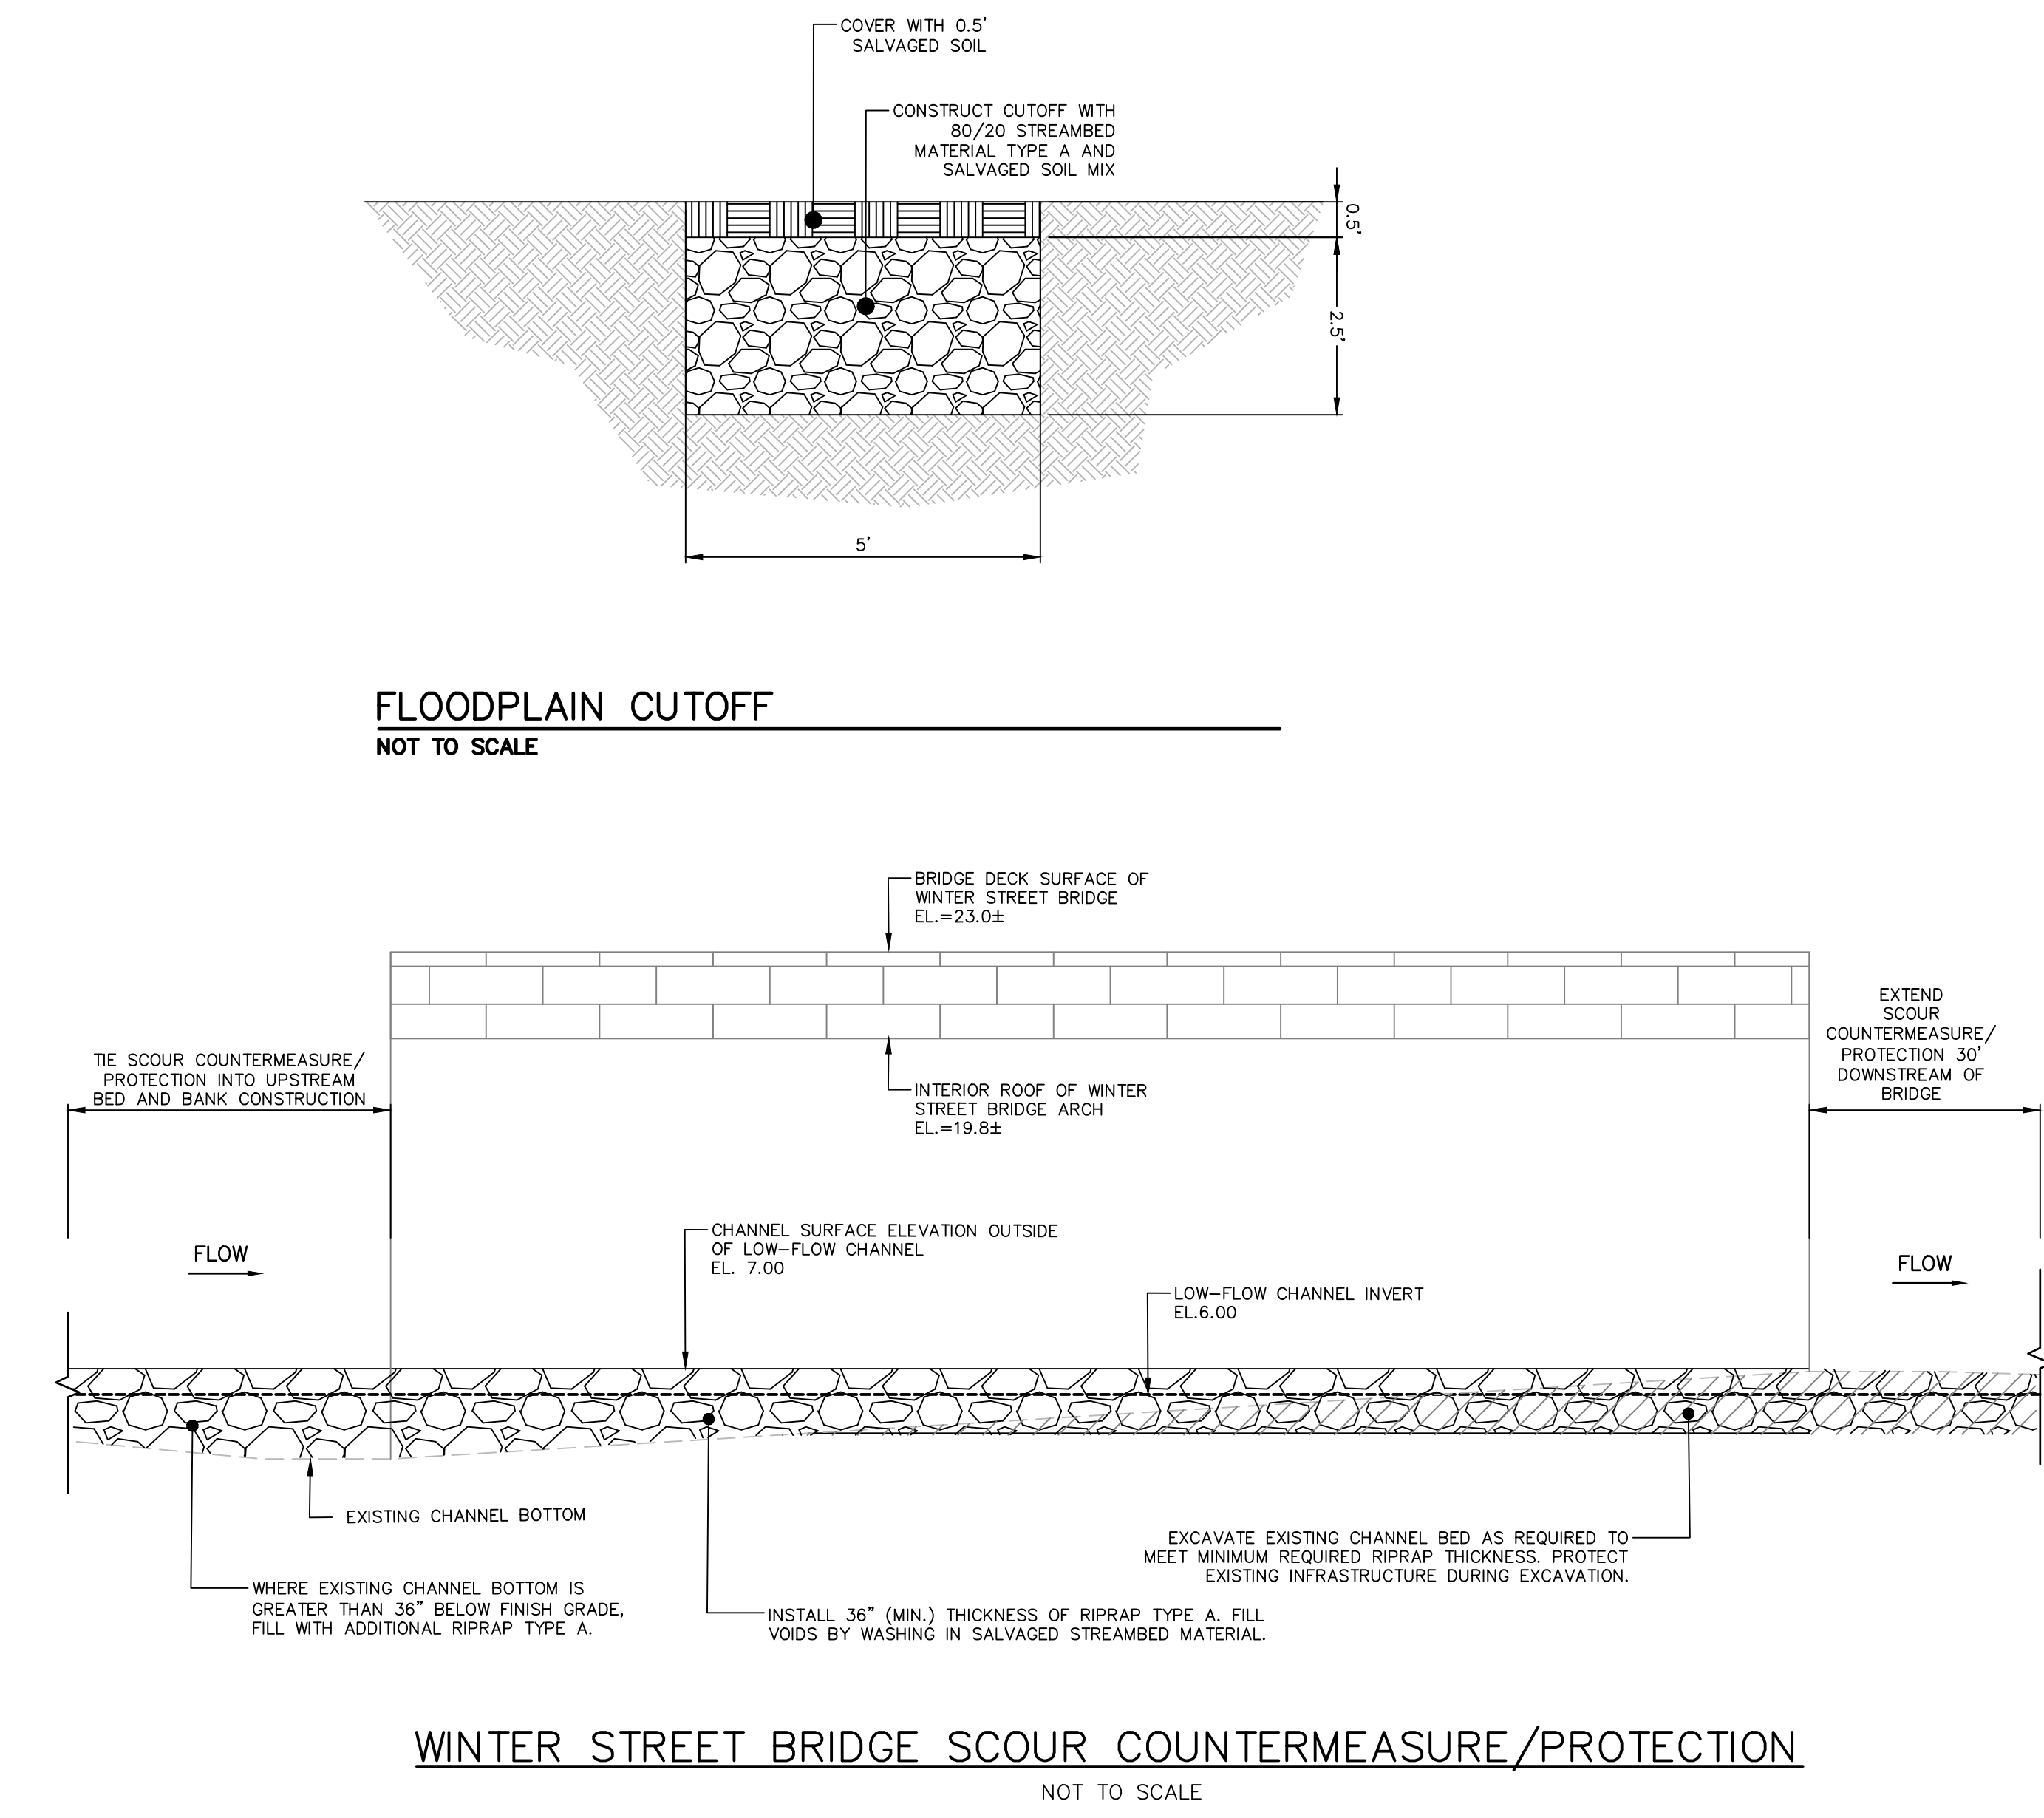 COVER WITH 0.5'
SALVAGED SOIL
CONSTRUCT CUTOFF WITH
80/20 STREAMBED
MATERIAL TYPE A AND
SALVAGED SOIL MIX
0.5'
2.5'
5'
FLOODPLAIN CUTOFF
NOT TO SCALE
BRIDGE DECK SURFACE OF
WINTER STREET BRIDGE
EL.=23.0±
TIE SCOUR COUNTERMEASURE/
PROTECTION INTO UPSTREAM
BED AND BANK CONSTRUCTION
INTERIOR ROOF OF WINTER
STREET BRIDGE ARCH
EL.=19.8±
EXTEND
SCOUR
COUNTERMEASURE/
PROTECTION 30'
DOWNSTREAM OF
BRIDGE
FLOW
CHANNEL SURFACE ELEVATION OUTSIDE
OF LOW-FLOW CHANNEL
EL. 7.00
LOW-FLOW CHANNEL INVERT
EL.6.00
FLOW
EXISTING CHANNEL BOTTOM
WHERE EXISTING CHANNEL BOTTOM IS
GREATER THAN 36" BELOW FINISH GRADE,
FILL WITH ADDITIONAL RIPRAP TYPE A.
INSTALL 36" (MIN.) THICKNESS OF RIPRAP TYPE A. FILL
VOIDS BY WASHING IN SALVAGED STREAMBED MATERIAL.
EXCAVATE EXISTING CHANNEL BED AS REQUIRED TO
MEET MINIMUM REQUIRED RIPRAP THICKNESS. PROTECT
EXISTING INFRASTRUCTURE DURING EXCAVATION.
WINTER STREET BRIDGE SCOUR COUNTERMEASURE/PROTECTION
NOT TO SCALE